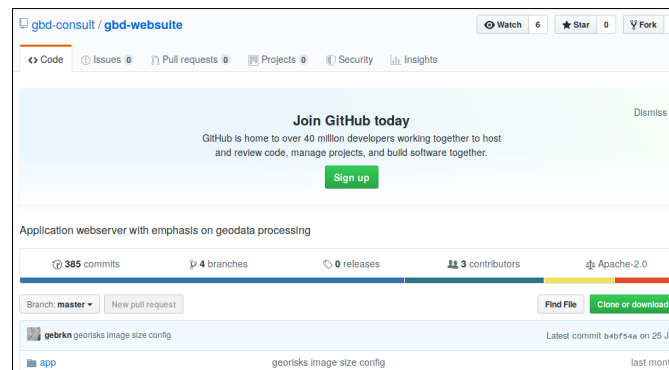 gbd-consult / gbd-websuite
Watch 6 Star 0 Fork
Code Issues 0 Pull requests 0 Projects 0 Security Insights
Join GitHub today
Dismiss
GitHub is home to over 40 million developers working together to host
and review code, manage projects, and build software together.
Sign up
Application webserver with emphasis on geodata processing
385 commits 4 branches 0 releases 3 contributors Apache-2.0
Branch: master New pull request Find File Clone or download
gebrkn georisks image size config Latest commit b4bf54a on 25 J
app georisks image size config last mont